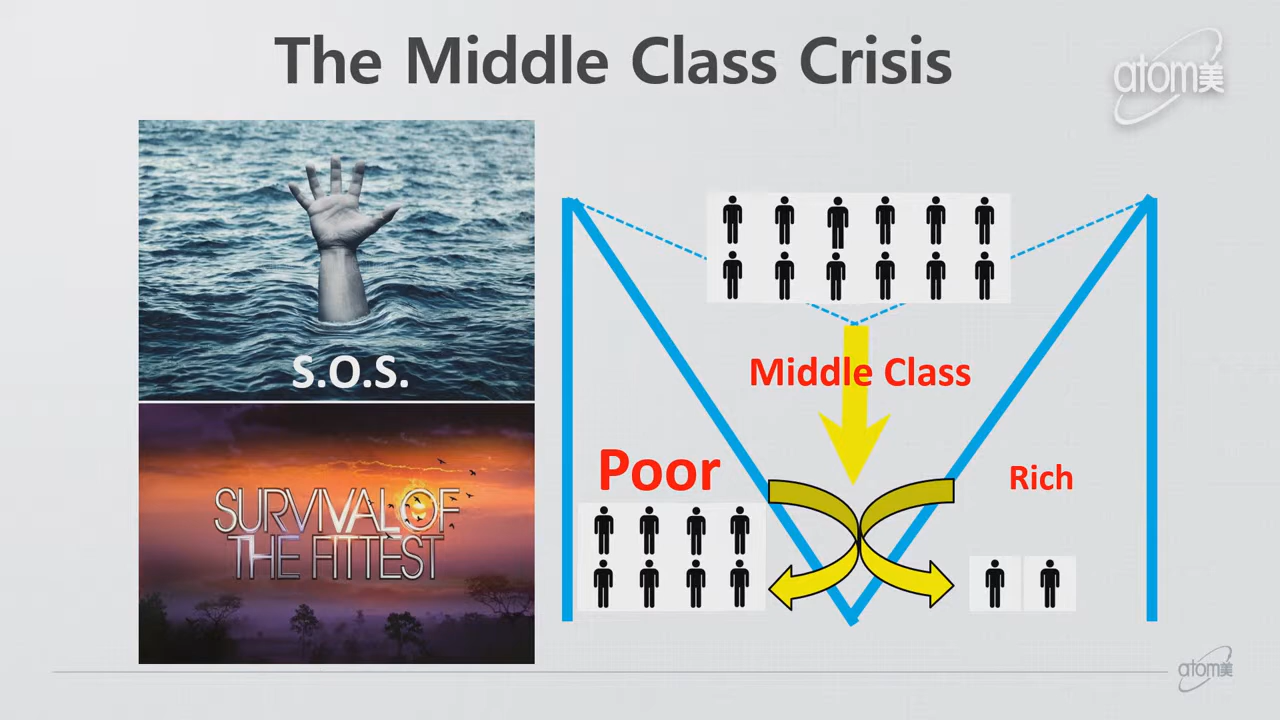 The Middle Class Crisis
atom美
S.O.S.
SURVIVAL OF
THE FITTEST
Middle Class
Poor
Rich
atom美